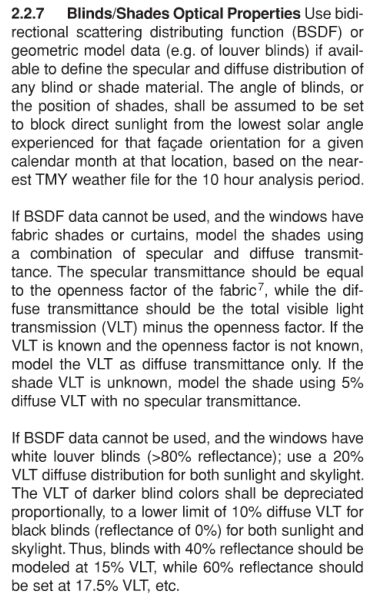 2.2.7 Blinds/Shades Optical Properties Use bidi-
rectional scattering distributing function (BSDF) or
geometric model data (e.g. of louver blinds) if avail-
able to define the specular and diffuse distribution of
any blind or shade material. The angle of blinds, or
the position of shades, shall be assumed to be set
to block direct sunlight from the lowest solar angle
experienced for that façade orientation for a given
calendar month at that location, based on the near-
est TMY weather file for the 10 hour analysis period.
If BSDF data cannot be used, and the windows have
fabric shades or curtains, model the shades using
a combination of specular and diffuse transmit-
tance. The specular transmittance should be equal
to the openness factor of the fabric7, while the dif-
fuse transmittance should be the total visible light
transmission (VLT) minus the openness factor. If the
VLT is known and the openness factor is not known,
model the VLT as diffuse transmittance only. If the
shade VLT is unknown, model the shade using 5%
diffuse VLT with no specular transmittance.
If BSDF data cannot be used, and the windows have
white louver blinds (>80% reflectance); use a 20%
VLT diffuse distribution for both sunlight and skylight.
The VLT of darker blind colors shall be depreciated
proportionally, to a lower limit of 10% diffuse VLT for
black blinds (reflectance of 0%) for both sunlight and
skylight. Thus, blinds with 40% reflectance should be
modeled at 15% VLT, while 60% reflectance should
be set at 17.5% VLT, etc.